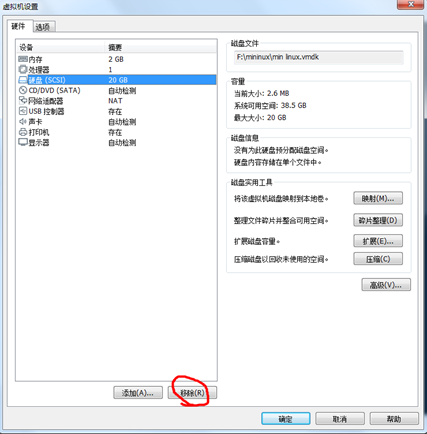 虚拟机设置
硬件 选项
设备 摘要
内存 2 GB
处理器 1
硬盘 (SCSI) 20 GB
CD/DVD (SATA) 自动检测
网络适配器 NAT
USB 控制器 存在
声卡 自动检测
打印机 存在
显示器 自动检测
添加(A)... 移除(R)
磁盘文件
F:\mininux\min linux.vmdk
容量
当前大小: 2.6 MB
系统可用空间: 38.5 GB
最大大小: 20 GB
磁盘信息
没有为此硬盘预分配磁盘空间。
硬盘内容存储在单个文件中。
磁盘实用工具
将该虚拟机磁盘映射到本地卷。 映射(M)...
整理文件碎片并整合可用空间。 碎片整理(D)
扩展磁盘容量。 扩展(E)...
压缩磁盘以回收未使用的空间。 压缩(C)
高级(V)...
确定 取消 帮助